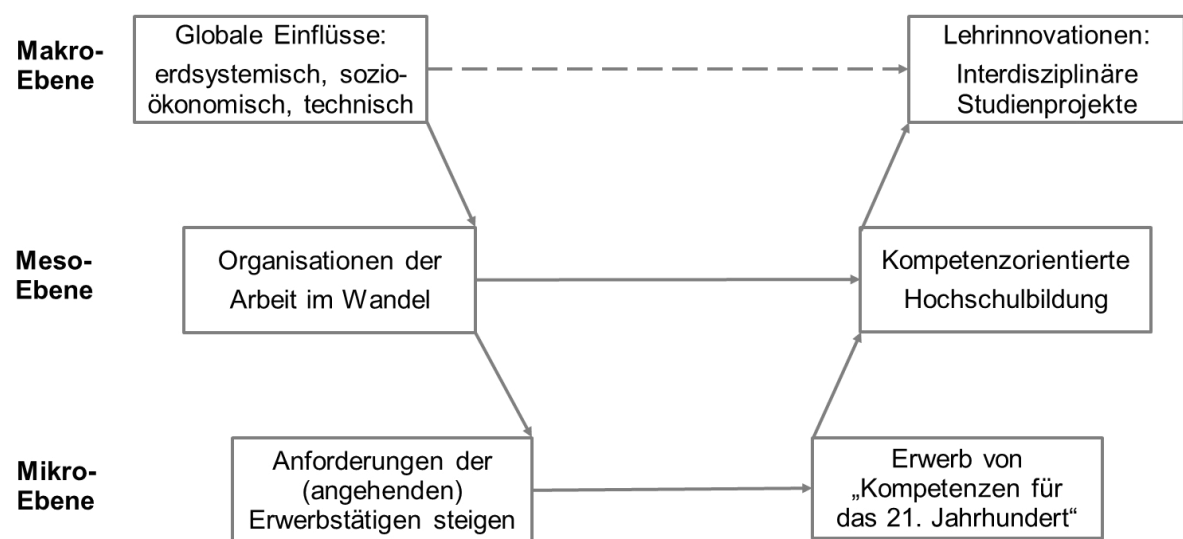 Makro-
Ebene
Globale Einflüsse:
erdsystemisch, sozio-
ökonomisch, technisch
Lehrinnovationen:
Interdisziplinäre
Studienprojekte
Meso-
Ebene
Organisationen der
Arbeit im Wandel
Kompetenzorientierte
Hochschulbildung
Mikro-
Ebene
Anforderungen der
(angehenden)
Erwerbstätigen steigen
Erwerb von
„Kompetenzen für
das 21. Jahrhundert“